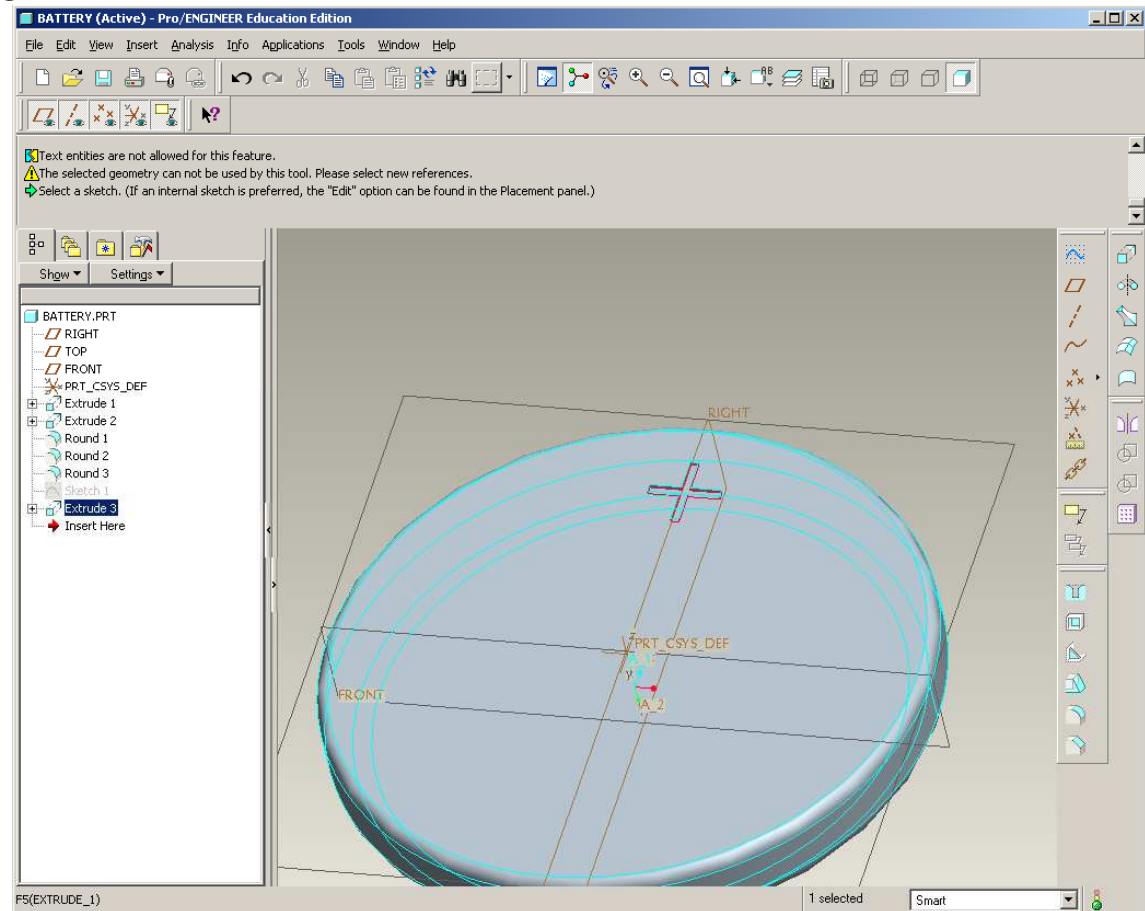 BATTERY (Active) - Pro/ENGINEER Education Edition
File Edit View Insert Analysis Info Applications Tools Window Help
Text entities are not allowed for this feature.
The selected geometry can not be used by this tool. Please select new references.
Select a sketch. (If an internal sketch is preferred, the "Edit" option can be found in the Placement panel.)
Show Settings
BATTERY.PRT
RIGHT
TOP
FRONT
PRT_CSYS_DEF
Extrude 1
Extrude 2
Round 1
Round 2
Round 3
Sketch 1
Extrude 3
Insert Here
RIGHT
z
PRT_CSYS_DEF
y
FRONT
A_2
F5(EXTRUDE_1)
1 selected
Smart